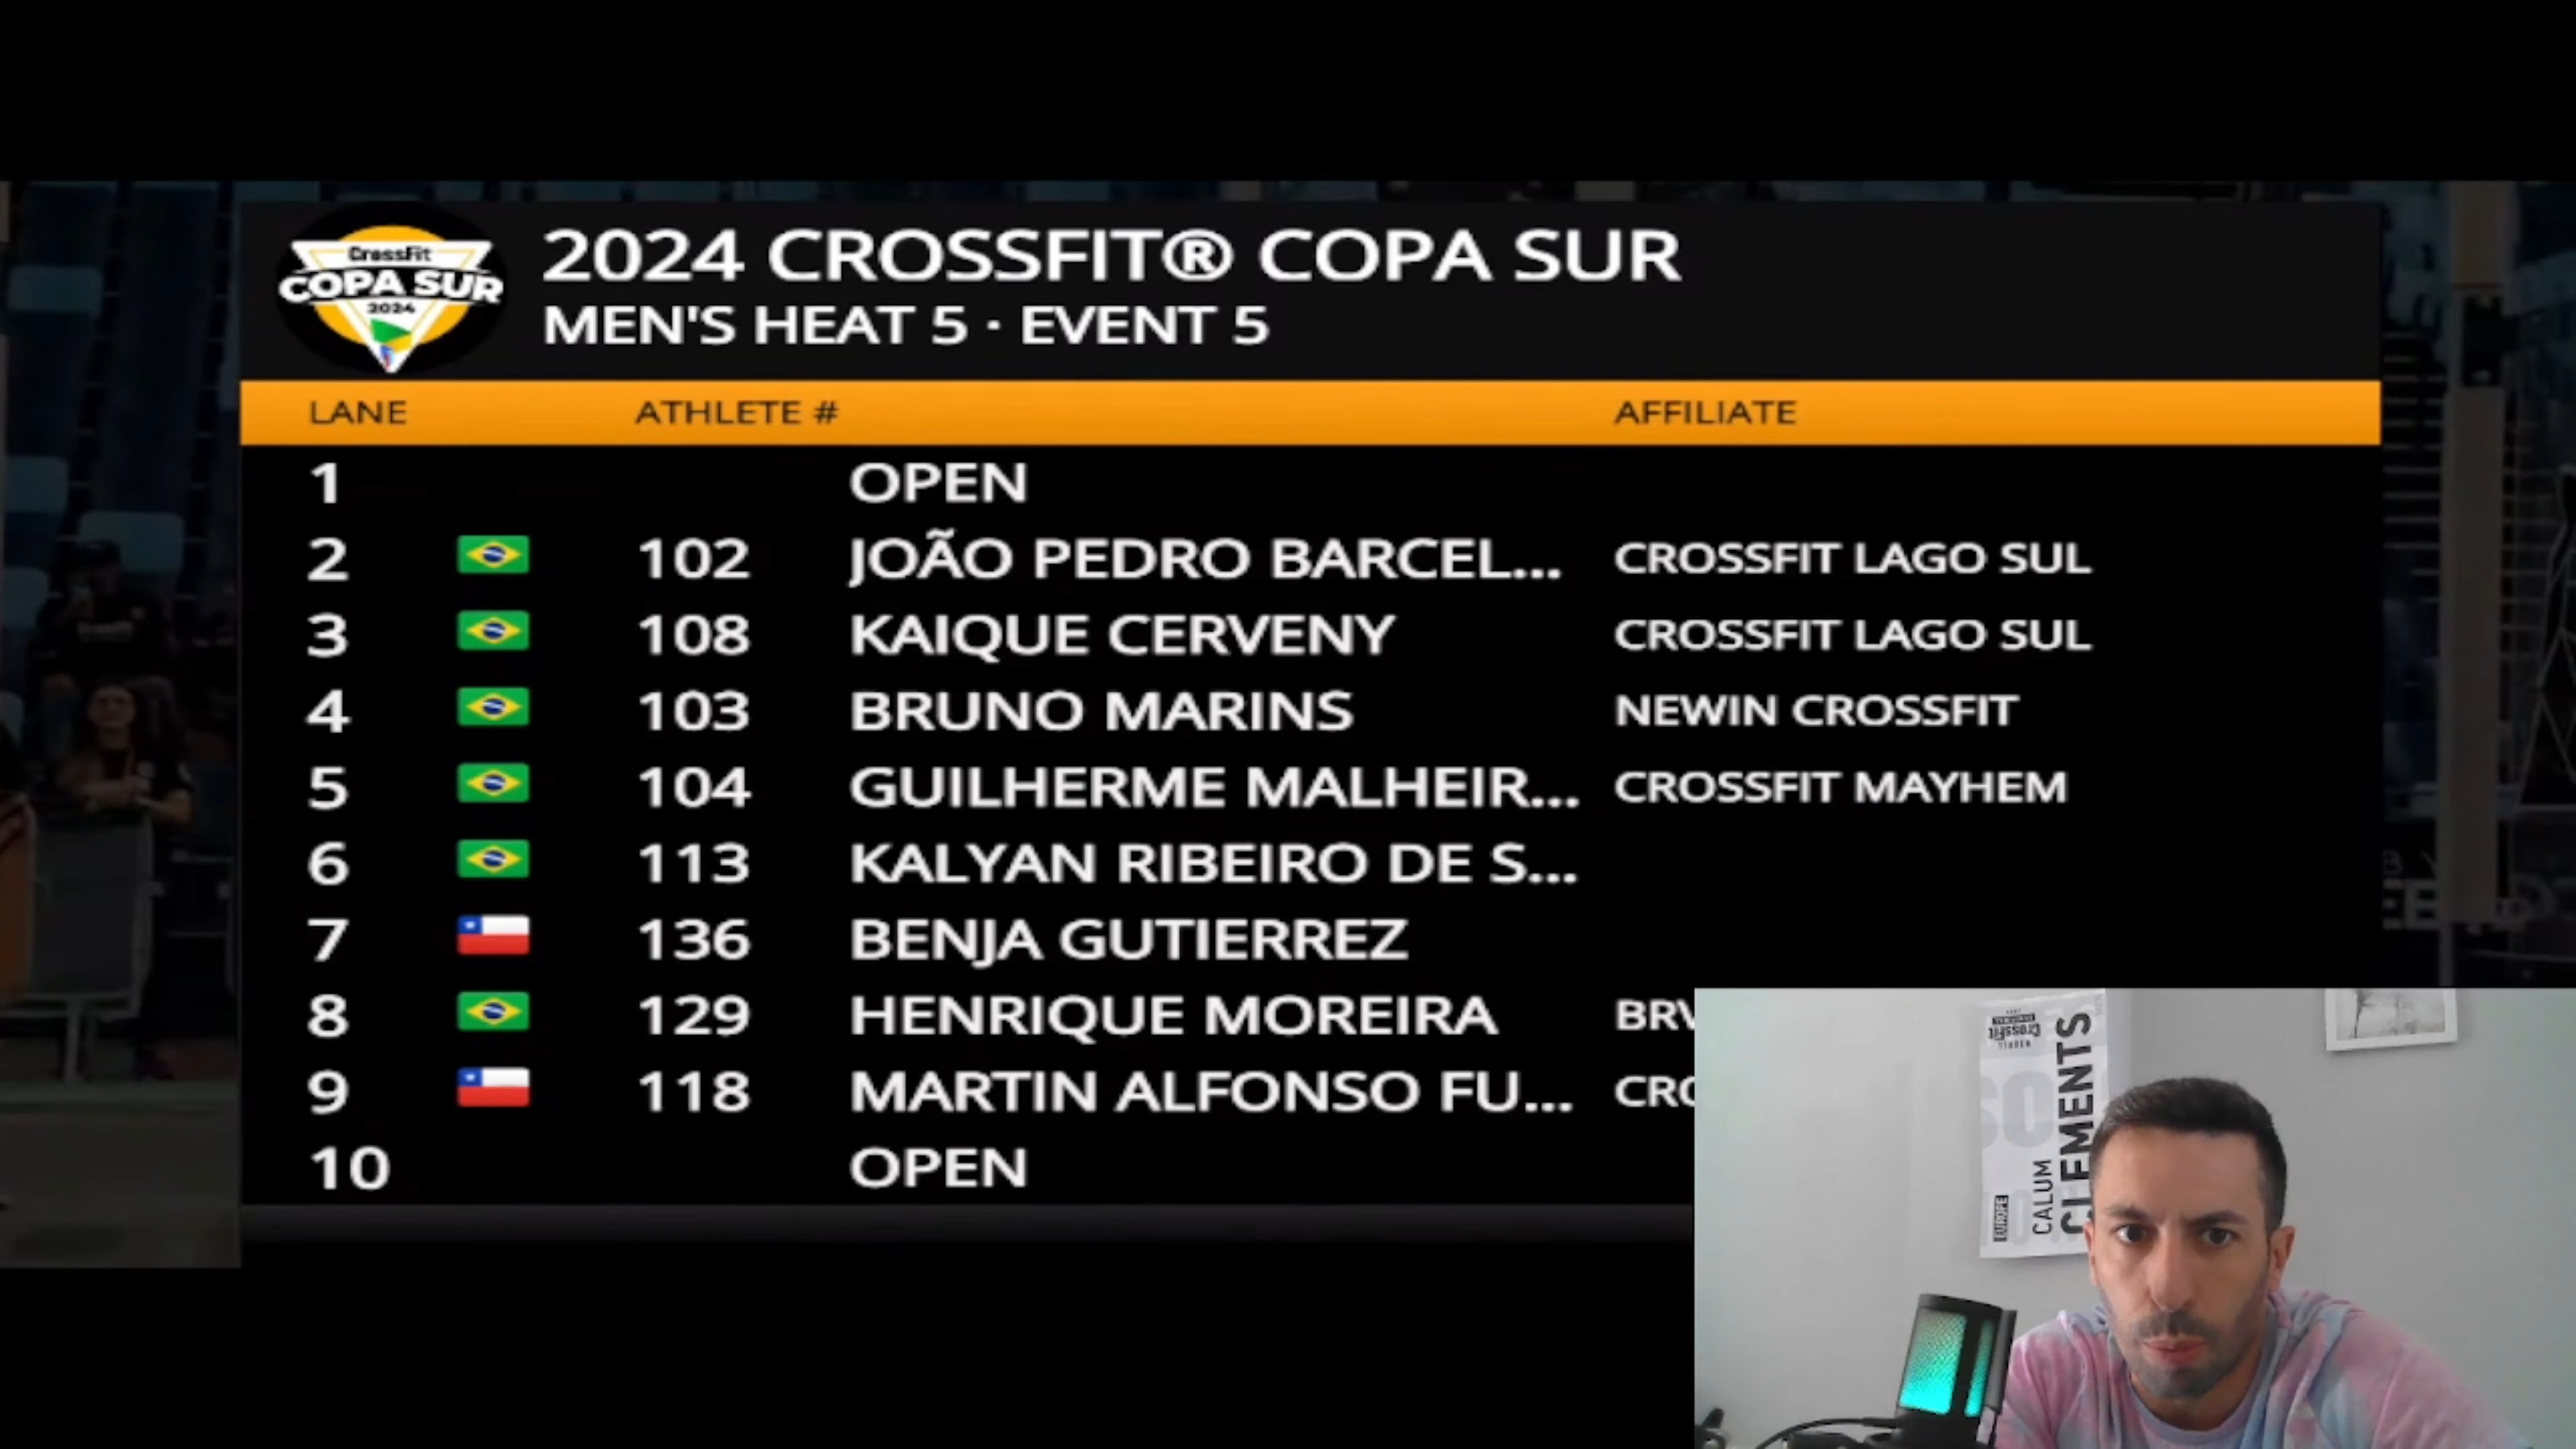 CrossFit
COPA SUR
2024
2024 CROSSFIT® COPA SUR
MEN'S HEAT 5 · EVENT 5
LANE ATHLETE # AFFILIATE
1 OPEN
2 102 JOÃO PEDRO BARCEL... CROSSFIT LAGO SUL
3 108 KAIQUE CERVENY CROSSFIT LAGO SUL
4 103 BRUNO MARINS NEWIN CROSSFIT
5 104 GUILHERME MALHEIR... CROSSFIT MAYHEM
6 113 KALYAN RIBEIRO DE S...
7 136 BENJA GUTIERREZ
8 129 HENRIQUE MOREIRA BRV
9 118 MARTIN ALFONSO FU... CRO
10 OPEN
CrossFit
CALUM
CLEMENTS
EUROPE